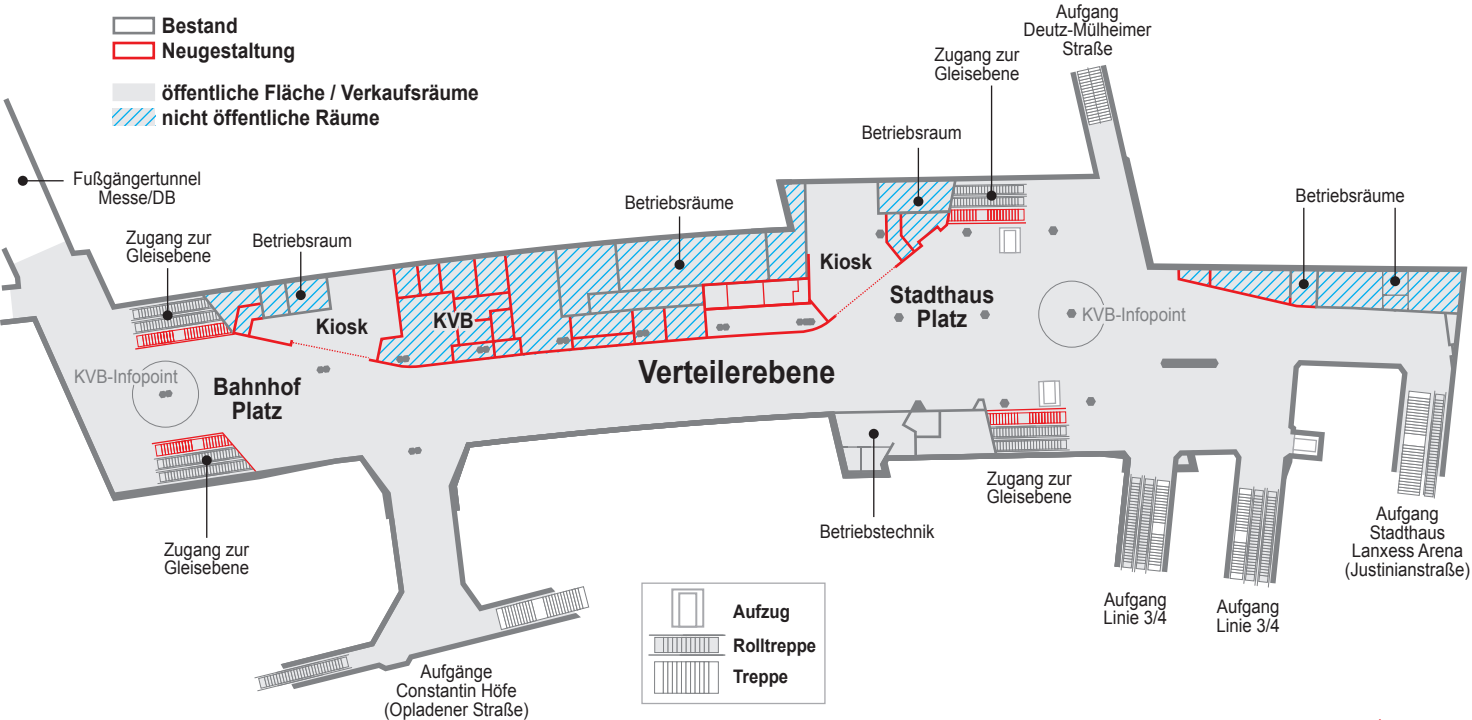 Bestand
Neugestaltung
öffentliche Fläche / Verkaufsräume
nicht öffentliche Räume
Aufgang
Deutz-Mülheimer
Straße
Zugang zur
Gleisebene
Betriebsraum
Fußgängertunnel
Messe/DB
Betriebsräume
Betriebsräume
Zugang zur
Gleisebene
Betriebsraum
Kiosk
Kiosk
KVB
Stadthaus
Platz
KVB-Infopoint
Verteilerebene
KVB-Infopoint
Bahnhof
Platz
Zugang zur
Gleisebene
Betriebstechnik
Zugang zur
Gleisebene
Aufgang
Stadthaus
Lanxess Arena
(Justinianstraße)
Aufgang
Linie 3/4
Aufgang
Linie 3/4
Aufzug
Rolltreppe
Treppe
Aufgänge
Constantin Höfe
(Opladener Straße)